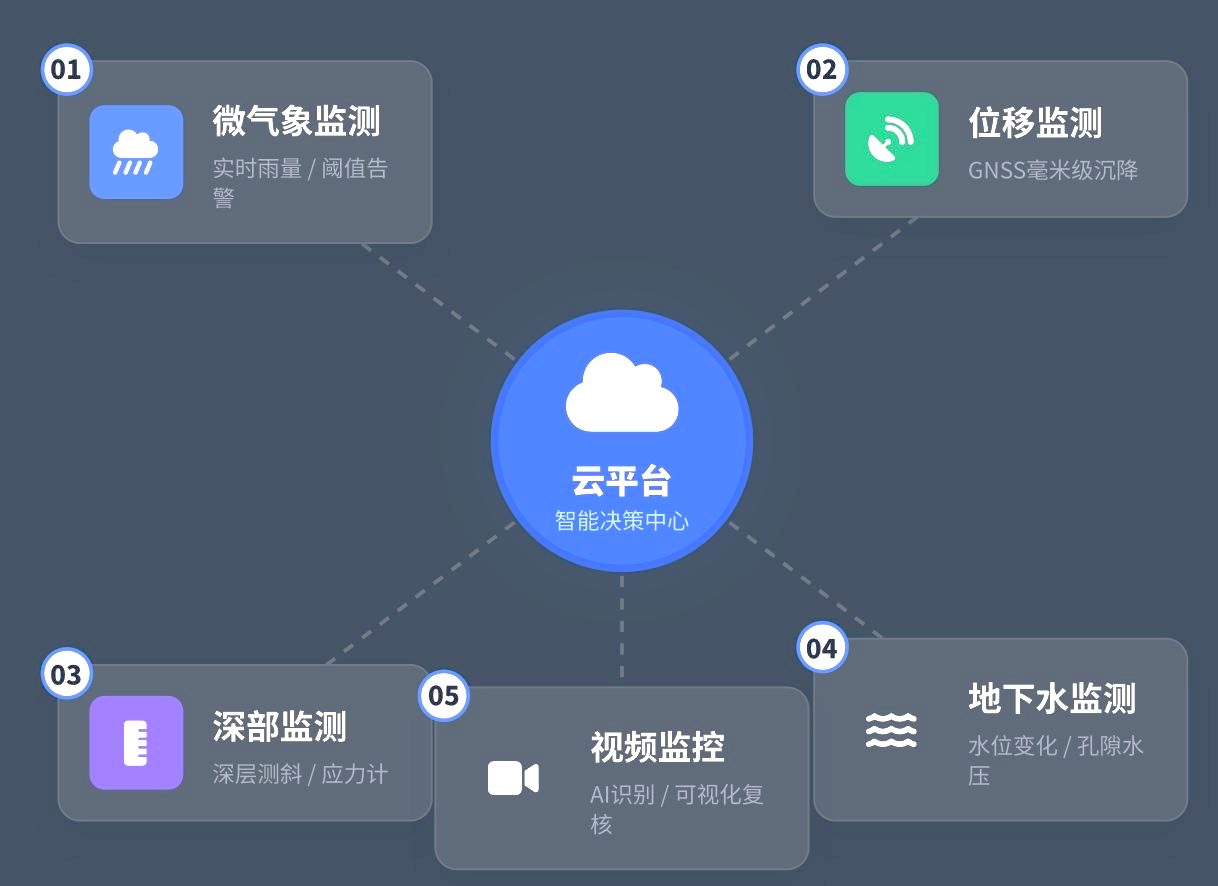 01
微气象监测
实时雨量 / 阈值告
警
02
位移监测
GNSS毫米级沉降
云平台
智能决策中心
03
深部监测
深层测斜 / 应力计
05
视频监控
AI识别 / 可视化复
核
04
地下水监测
水位变化 / 孔隙水
压